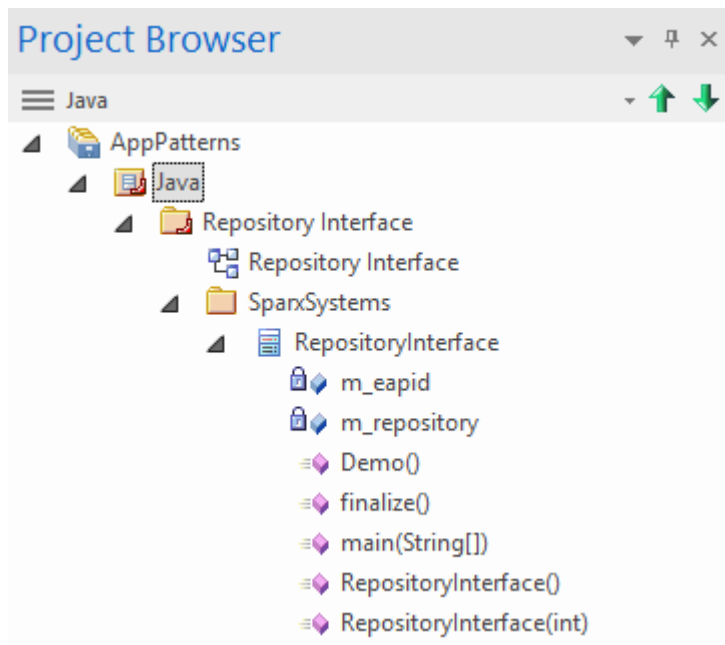 Project Browser
Java
AppPatterns
Java
Repository Interface
Repository Interface
SparxSystems
RepositoryInterface
m_eapid
m_repository
Demo()
finalize()
main(String[])
RepositoryInterface()
RepositoryInterface(int)